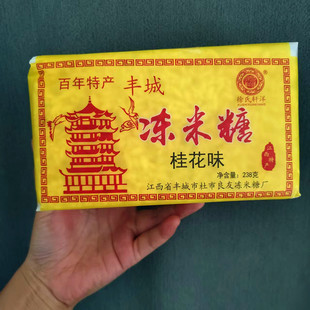 百年特产 丰城
冻米糖
桂花味
净含量：238克
江西省丰城市杜市良友冻米糖厂